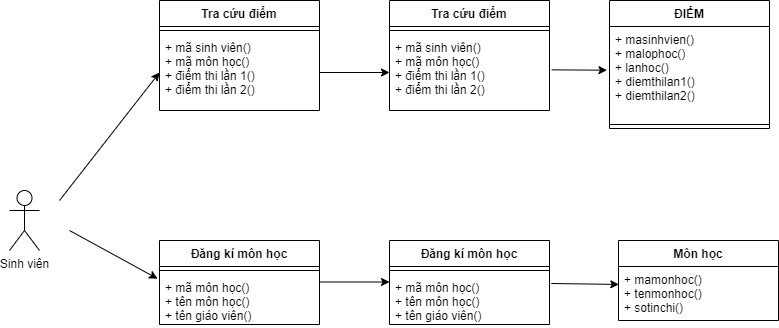 Tra cứu điểm
+ mã sinh viên()
+ mã môn học()
+ điểm thi lần 1()
+ điểm thi lần 2()
Tra cứu điểm
+ mã sinh viên()
+ mã môn học()
+ điểm thi lần 1()
+ điểm thi lần 2()
ĐIỂM
+ masinhvien()
+ malophoc()
+ lanhoc()
+ diemthilan1()
+ diemthilan2()
Sinh viên
Đăng kí môn học
+ mã môn học()
+ tên môn học()
+ tên giáo viên()
Đăng kí môn học
+ mã môn học()
+ tên môn học()
+ tên giáo viên()
Môn học
+ mamonhoc()
+ tenmonhoc()
+ sotinchi()